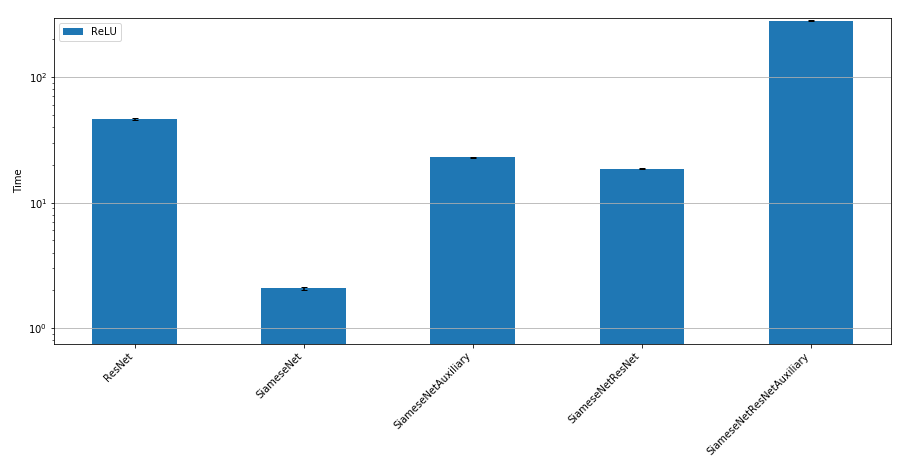 ReLU
Time
10²
10¹
10⁰
ResNet
SiameseNet
SiameseNetAuxiliary
SiameseNetResNet
SiameseNetResNetAuxiliary